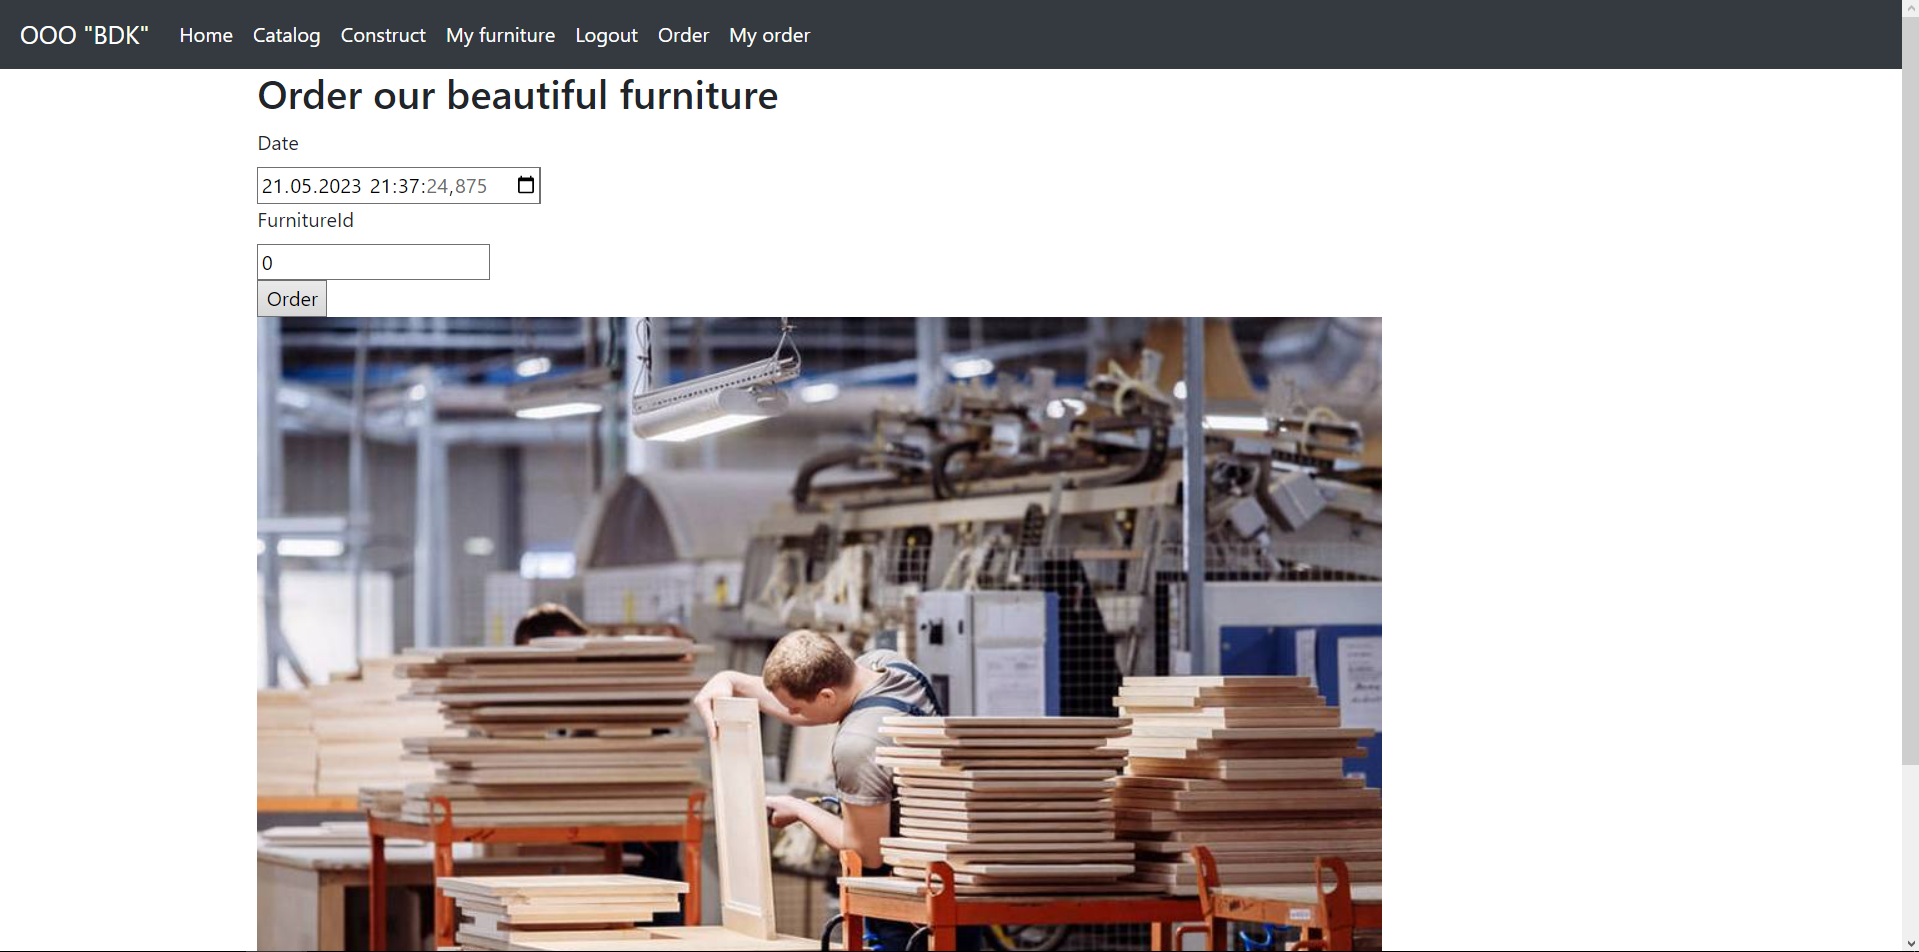 OOO "BDK" Home Catalog Construct My furniture Logout Order My order
Order our beautiful furniture
Date
21.05.2023 21:37:24,875
FurnitureId
0
Order